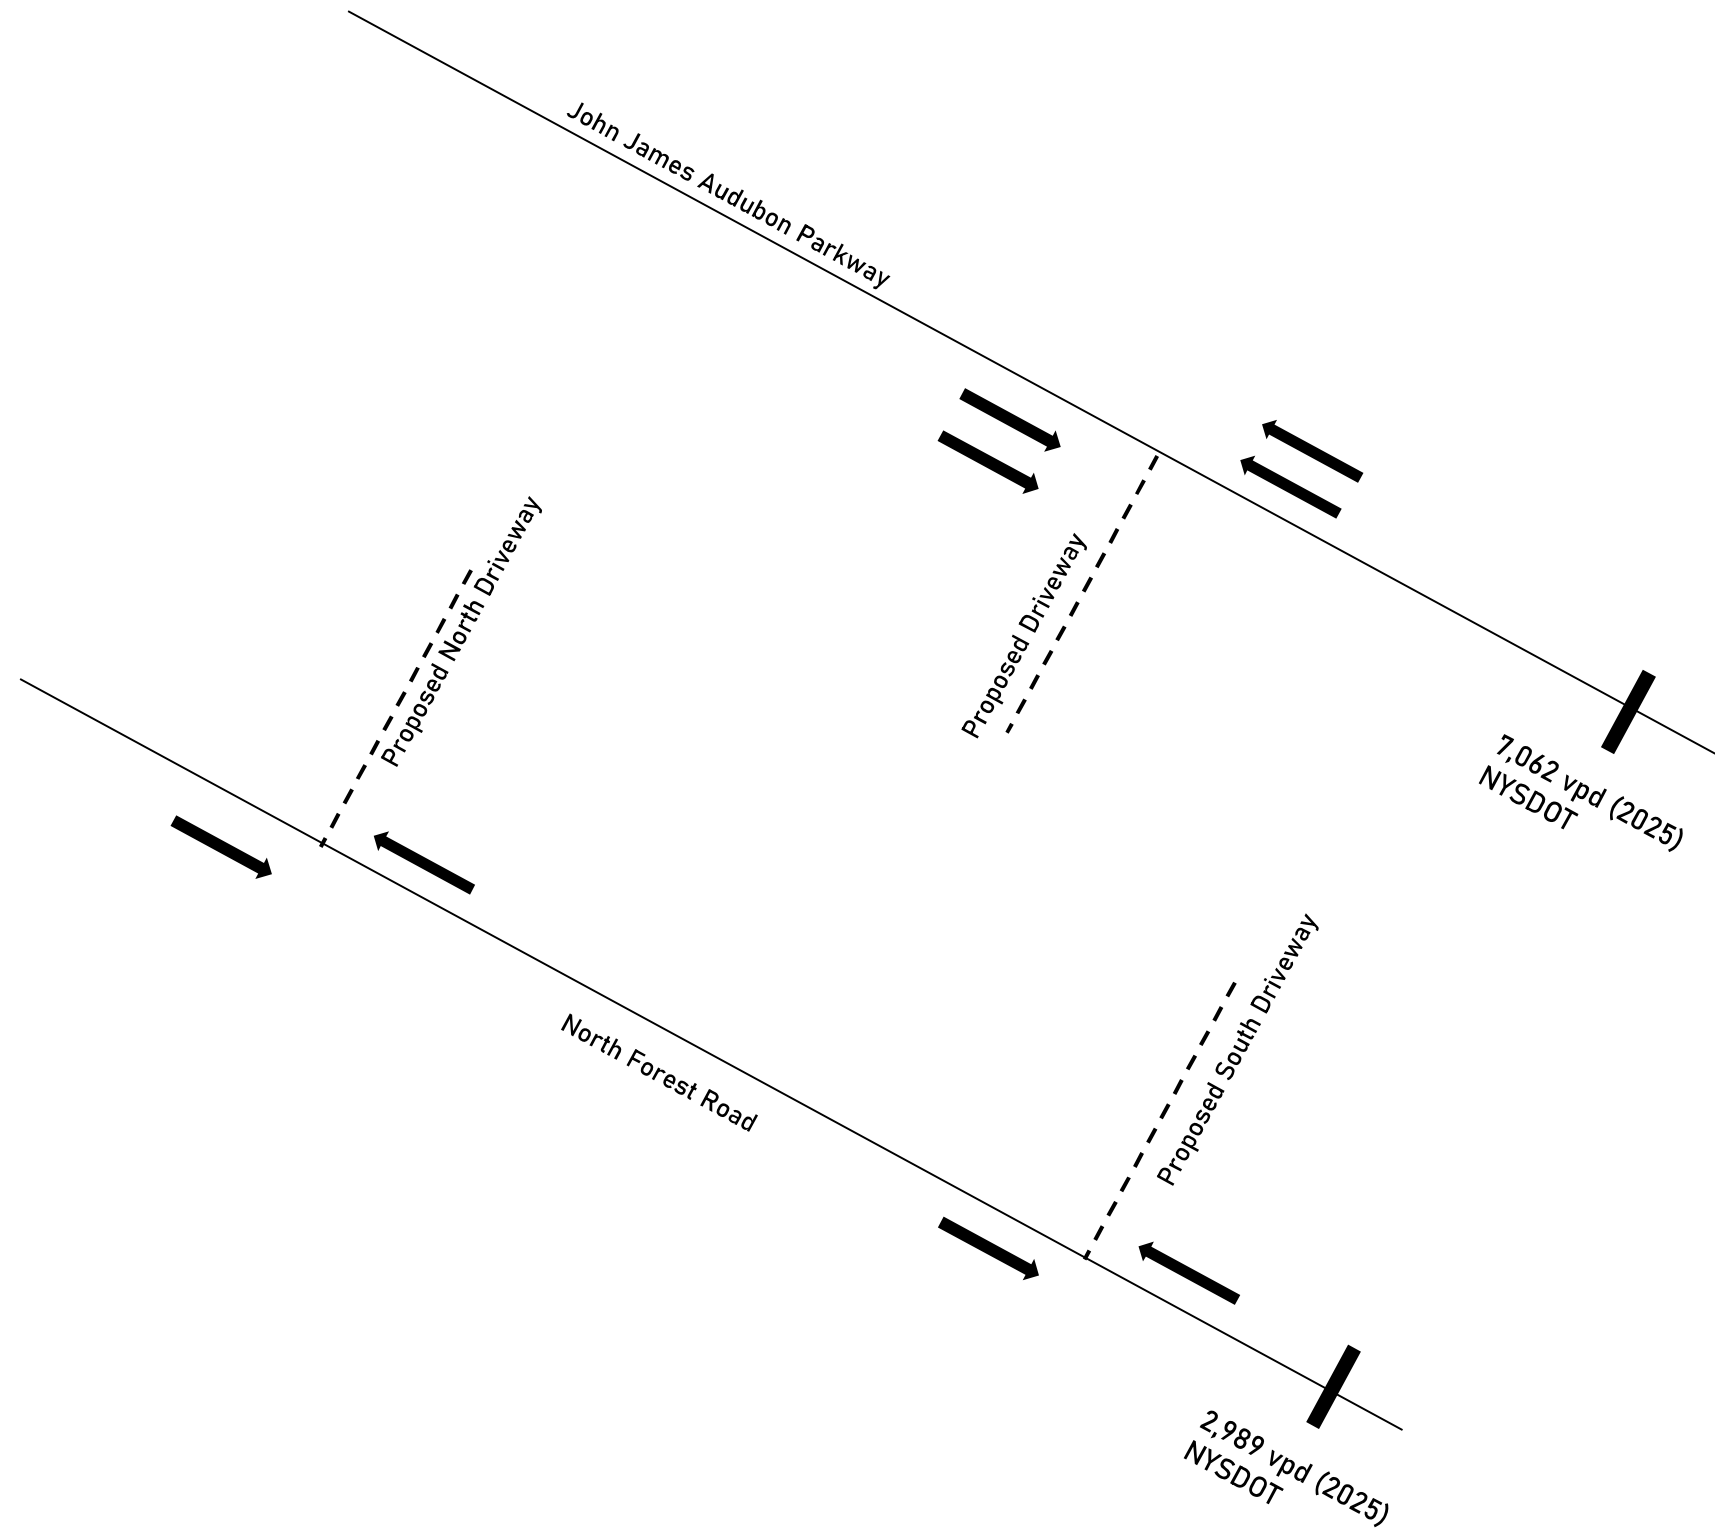 John James Audubon Parkway
Proposed North Driveway
Proposed Driveway
7,062 vpd (2025)
NYSDOT
Proposed South Driveway
North Forest Road
2,989 vpd (2025)
NYSDOT